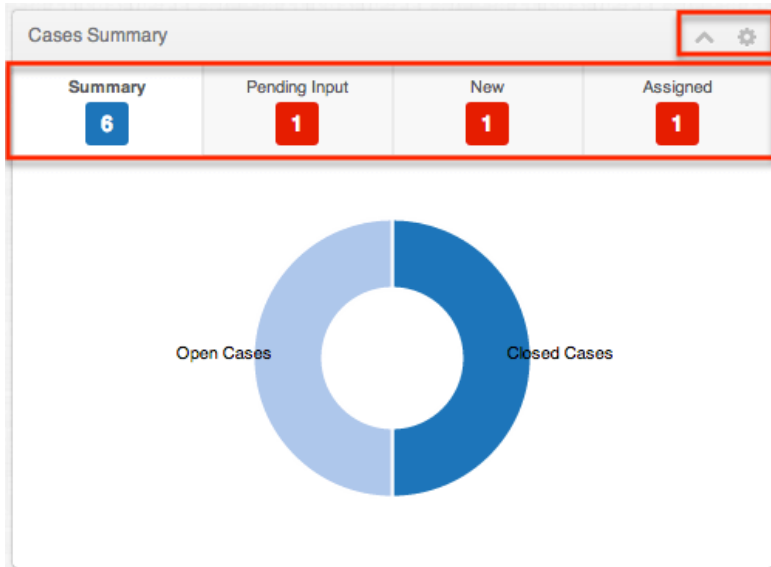 Cases Summary
Summary Pending Input New Assigned
6 1 1 1
Open Cases Closed Cases